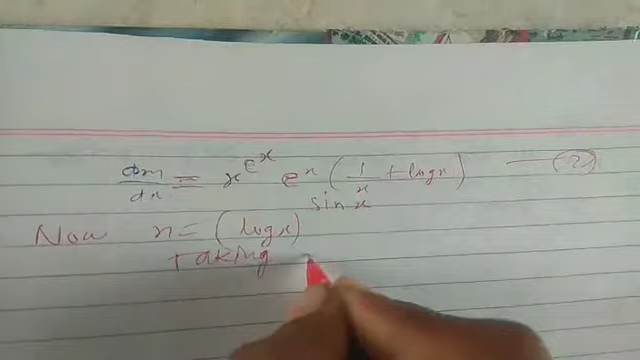 dm/dx = x^e^x e^x (1/x + log x) — (2)
Now n = (log x)^sin x
Taking